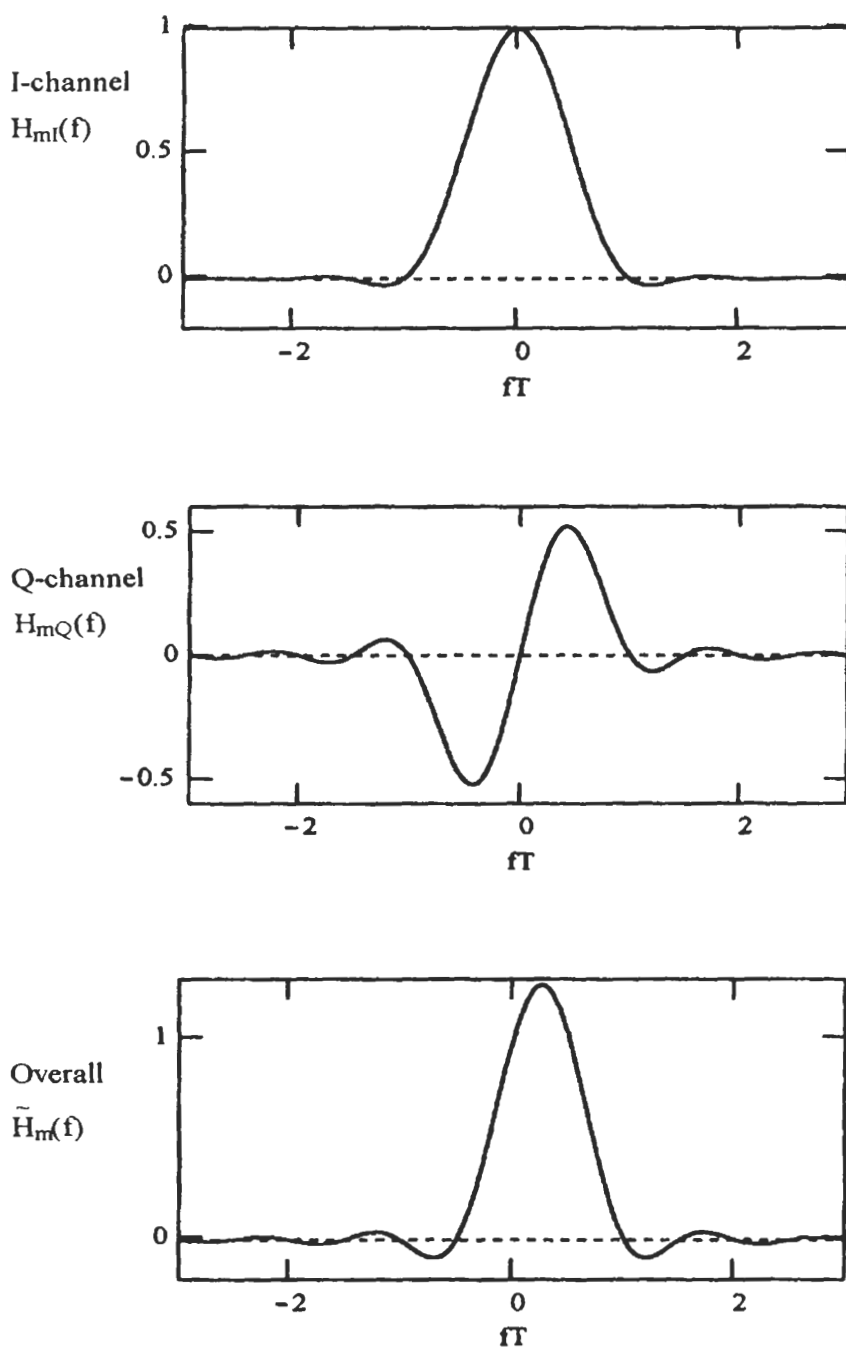 1
I-channel
H_mI(f)
0.5
0
-2 0 2
fT
0.5
Q-channel
H_mQ(f)
0
-0.5
-2 0 2
fT
1
Overall
H̃_m(f)
0
-2 0 2
fT